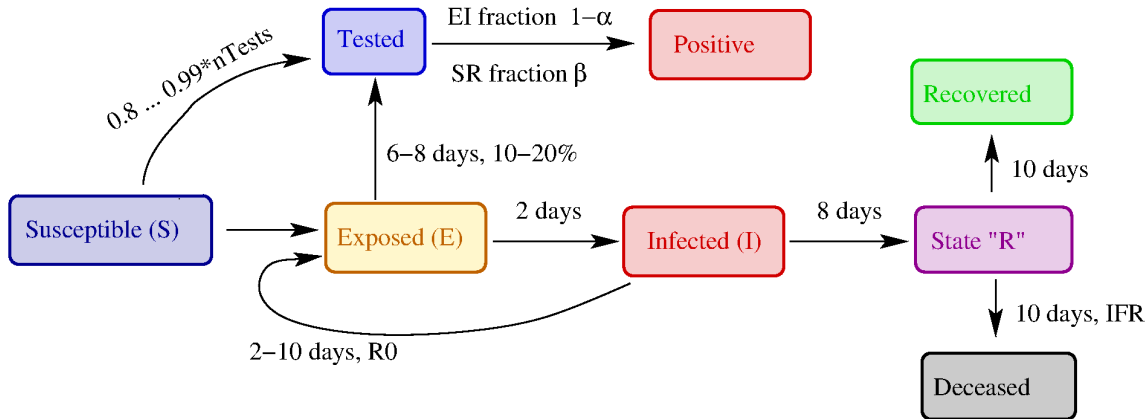 EI fraction 1−α
Tested
Positive
SR fraction β
0.8 ... 0.99*nTests
Recovered
6−8 days, 10−20%
10 days
Susceptible (S)
Exposed (E)
2 days
Infected (I)
8 days
State "R"
2−10 days, R0
10 days, IFR
Deceased